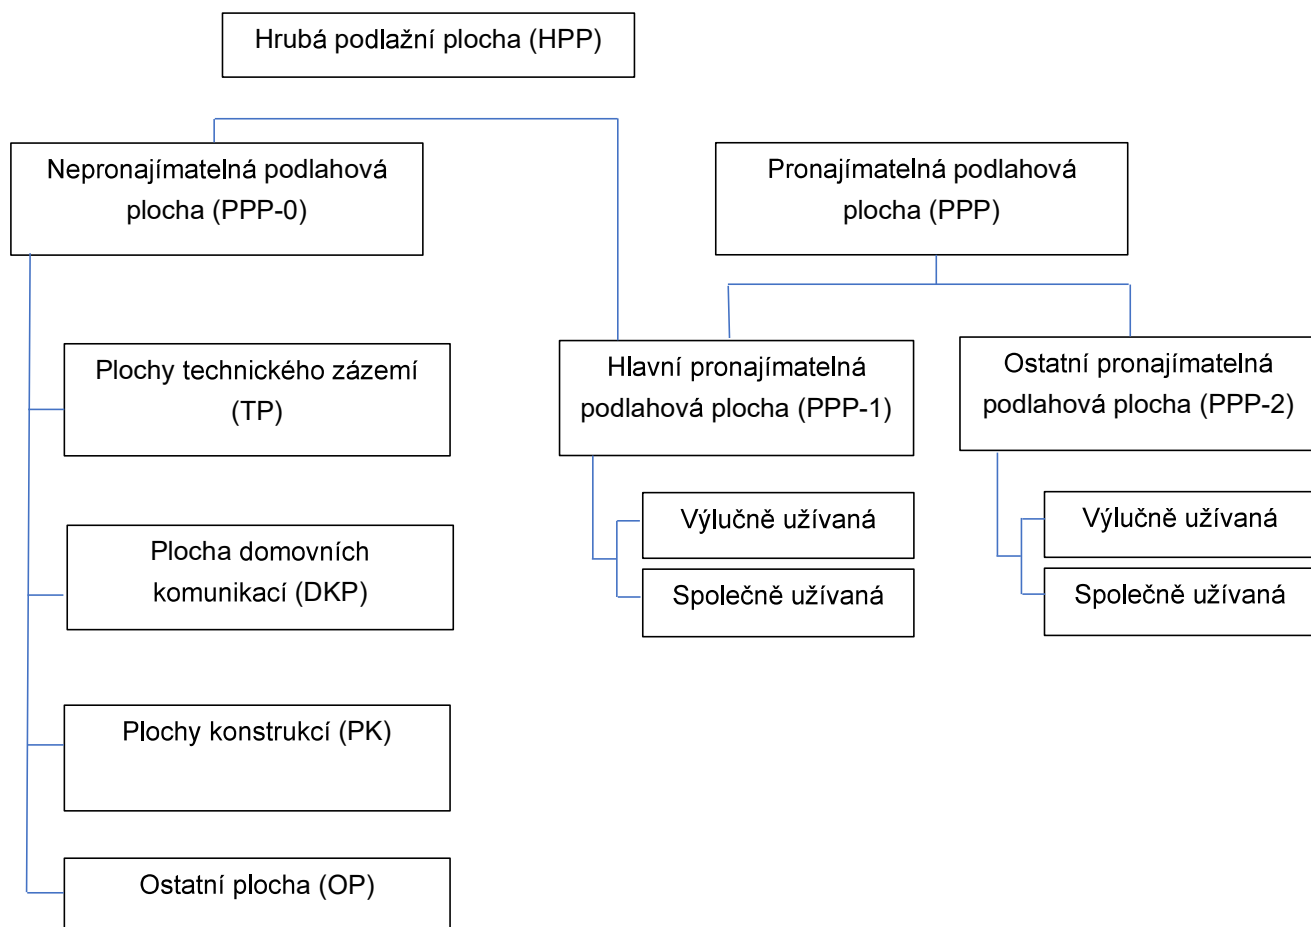 Hrubá podlažní plocha (HPP)
Nepronajímatelná podlahová
plocha (PPP-0)
Pronajímatelná podlahová
plocha (PPP)
Plochy technického zázemí
(TP)
Hlavní pronajímatelná
podlahová plocha (PPP-1)
Ostatní pronajímatelná
podlahová plocha (PPP-2)
Výlučně užívaná
Výlučně užívaná
Plocha domovních
komunikací (DKP)
Společně užívaná
Společně užívaná
Plochy konstrukcí (PK)
Ostatní plocha (OP)